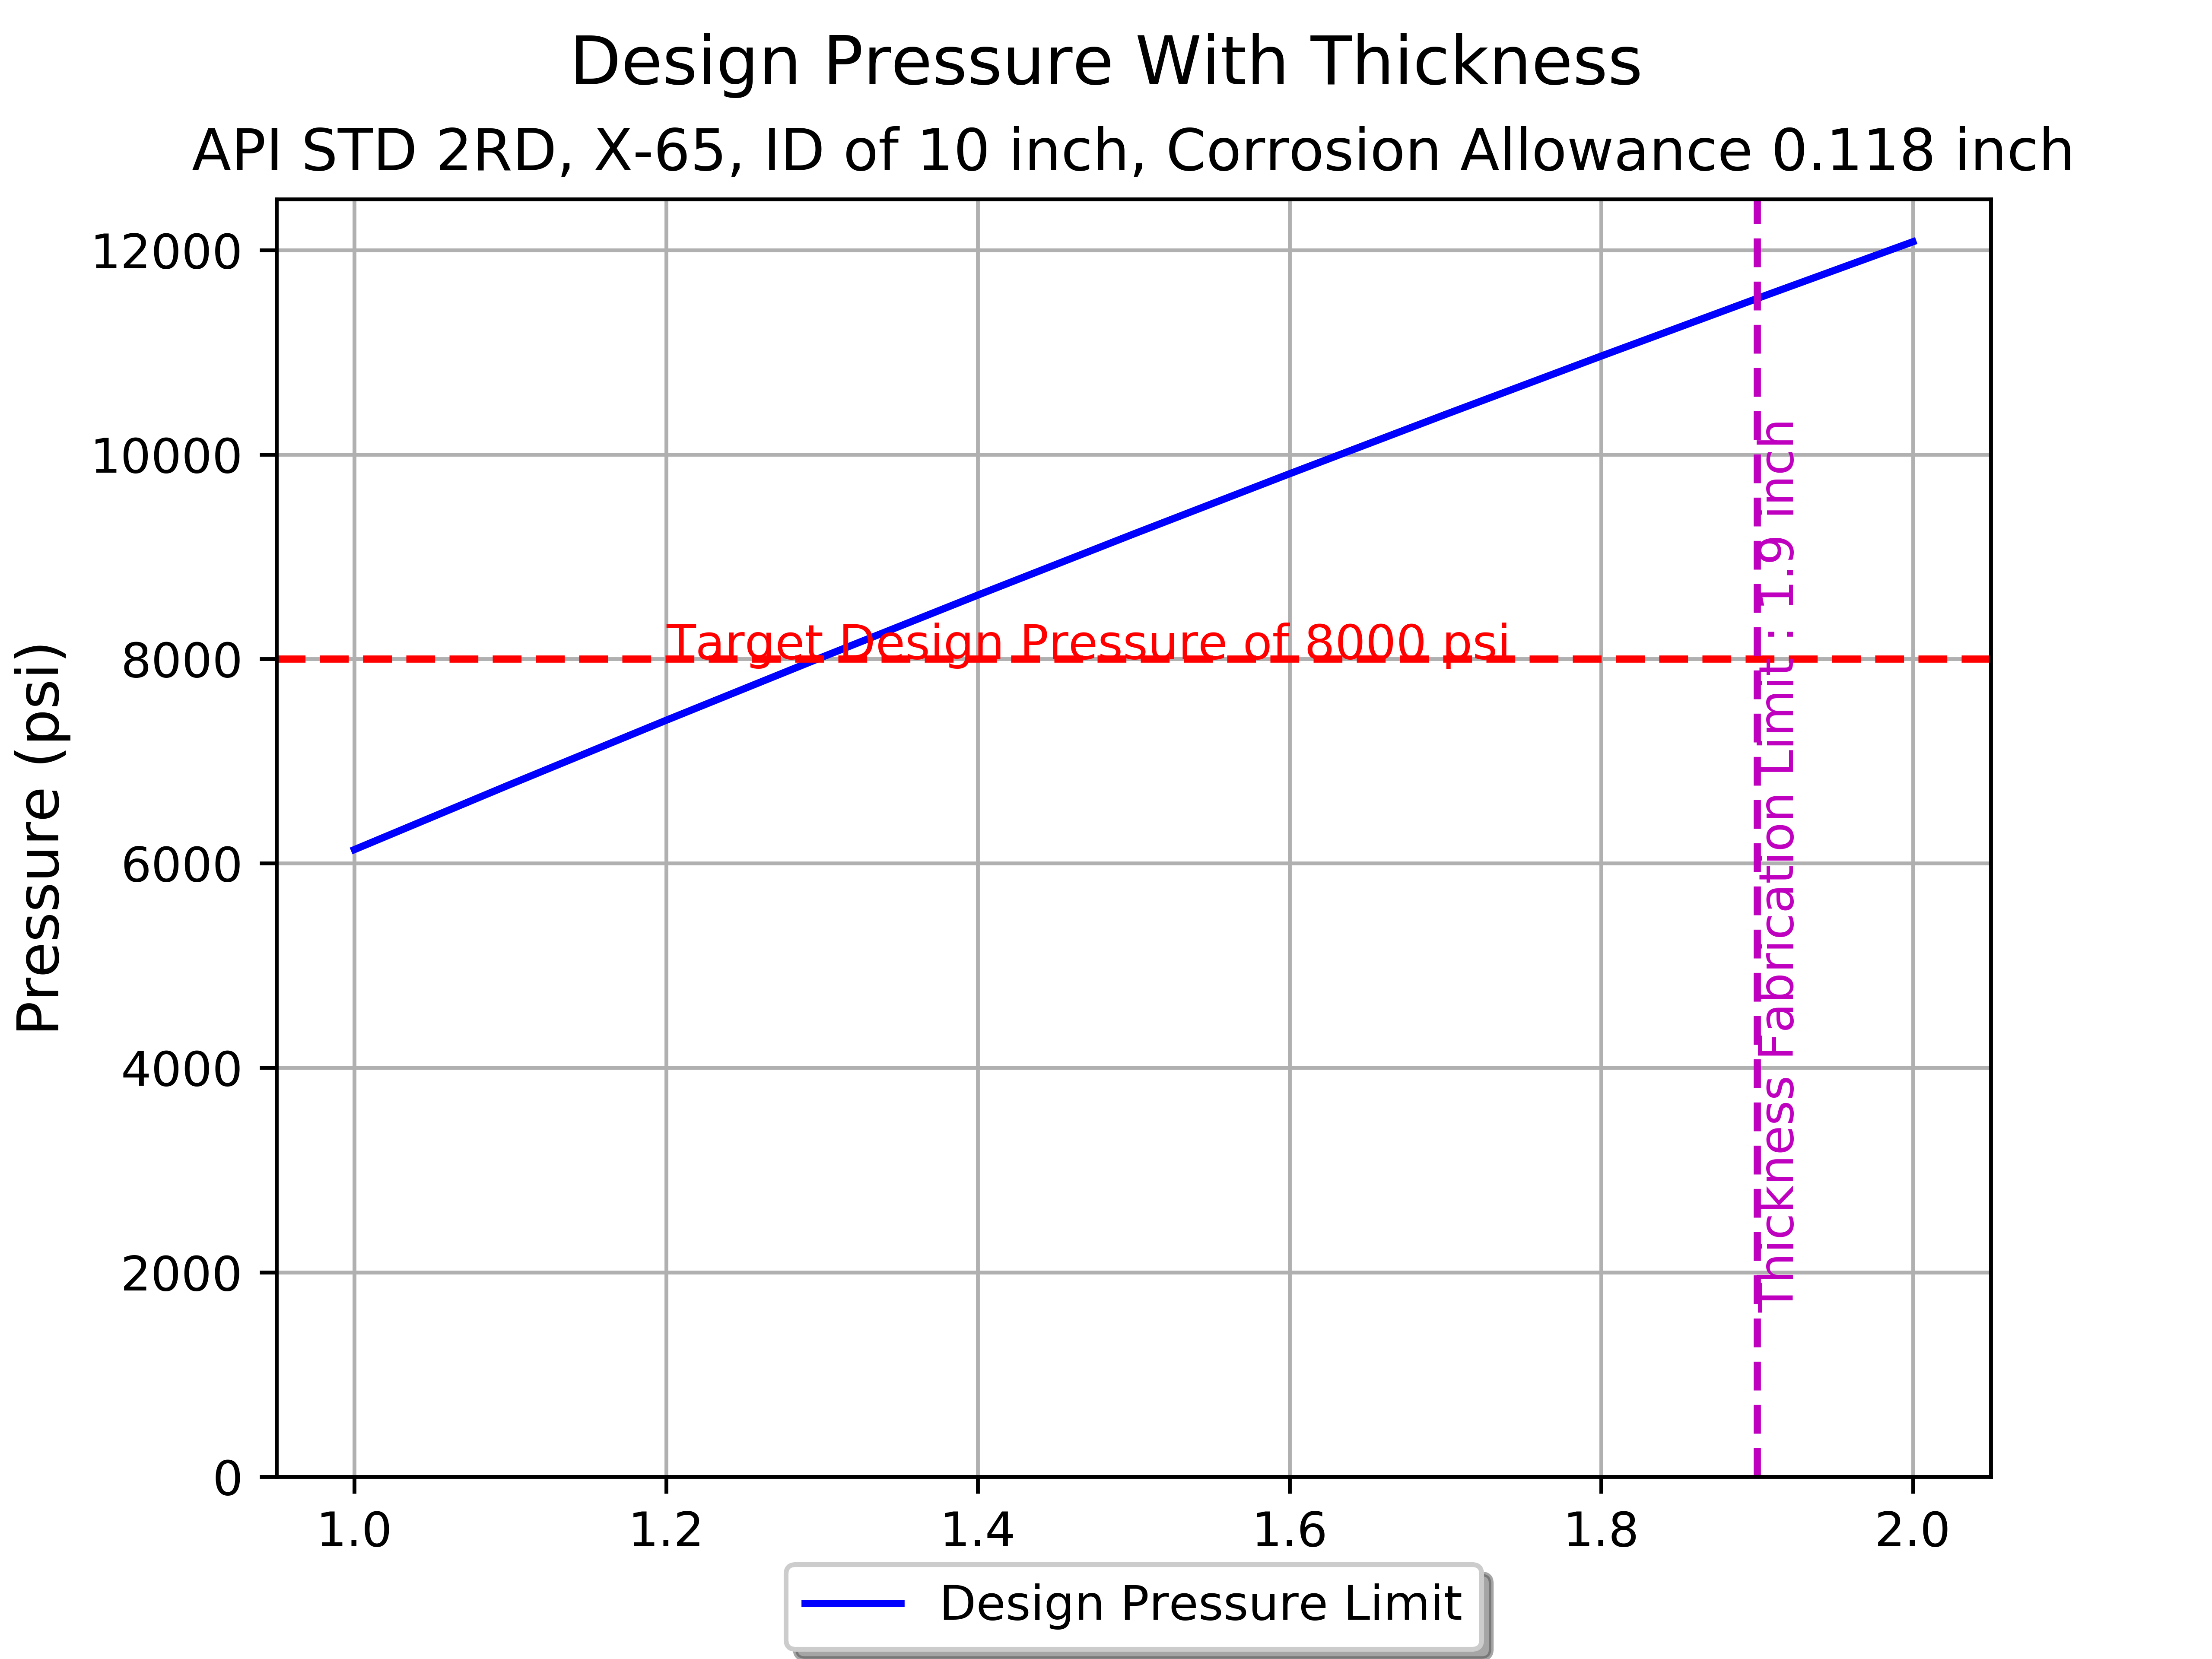 Design Pressure With Thickness
API STD 2RD, X-65, ID of 10 inch, Corrosion Allowance 0.118 inch
12000
10000
8000
6000
4000
2000
0
Pressure (psi)
Target Design Pressure of 8000 psi
Thickness Fabrication Limit : 1.9 inch
1.0 1.2 1.4 1.6 1.8 2.0
Design Pressure Limit